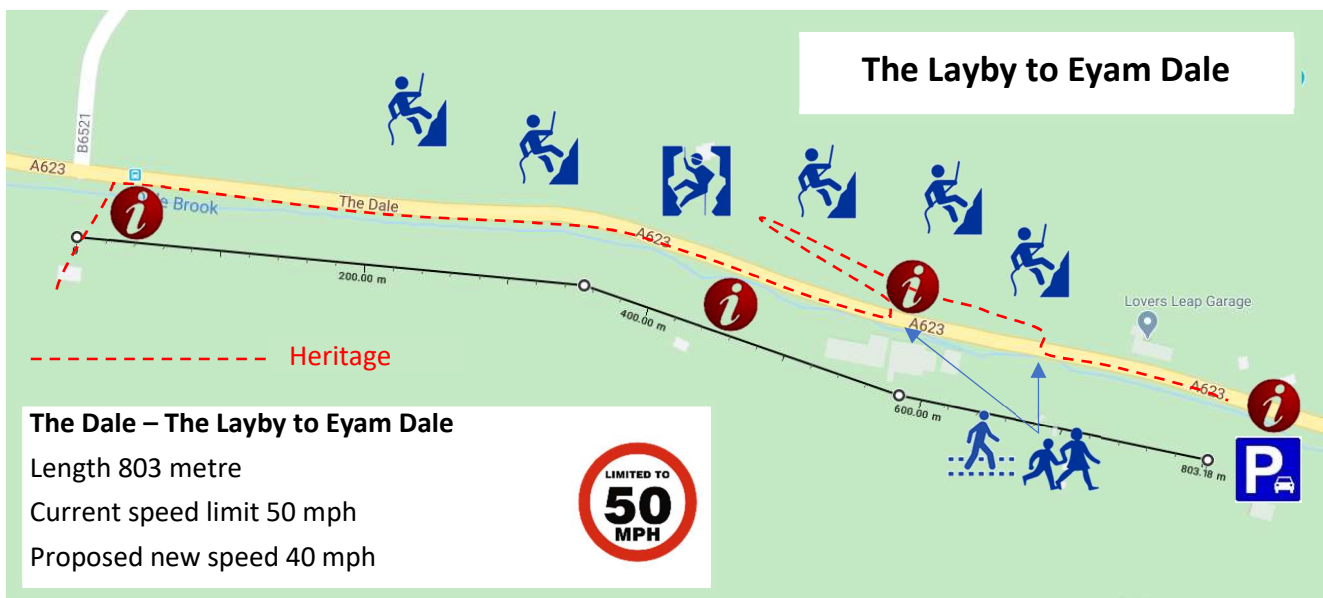 The Layby to Eyam Dale
B6521
A623
Brook
The Dale
A623
200.00 m
400.00 m
Lovers Leap Garage
A623
A623
600.00 m
803.18 m
P
Heritage
The Dale – The Layby to Eyam Dale
Length 803 metre
Current speed limit 50 mph
Proposed new speed 40 mph
LIMITED TO
50
MPH
i
i
i
i